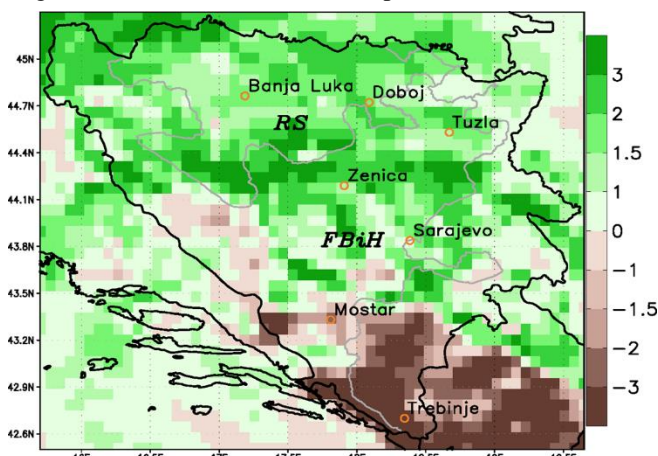 45N
44.7N
44.4N
44.1N
43.8N
43.5N
43.2N
42.9N
42.6N
Banja Luka
Doboj
RS
Tuzla
Zenica
Sarajevo
FBiH
Mostar
Trebinje
3
2
1.5
1
0
-1
-1.5
-2
-3